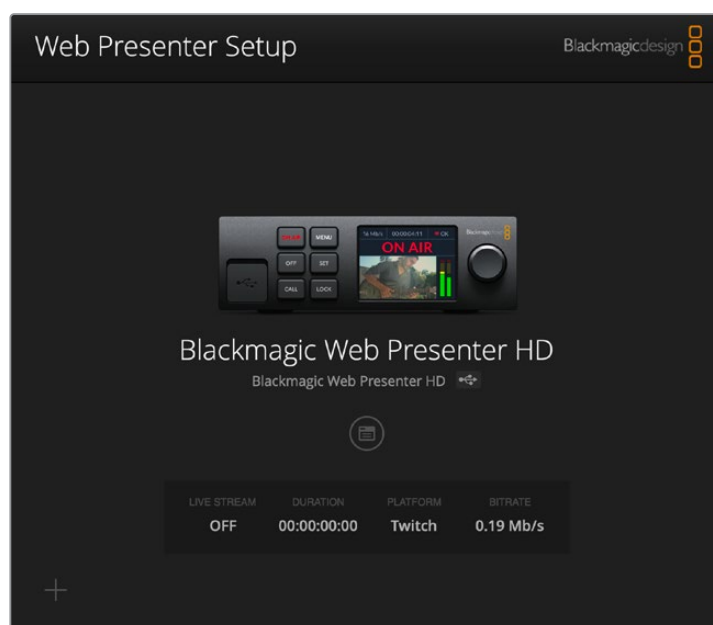 Web Presenter Setup
Blackmagicdesign
ON AIR MENU
OFF SET
CALL LOCK
ON AIR
Blackmagic Web Presenter HD
Blackmagic Web Presenter HD
LIVE STREAM DURATION PLATFORM BITRATE
OFF 00:00:00:00 Twitch 0.19 Mb/s